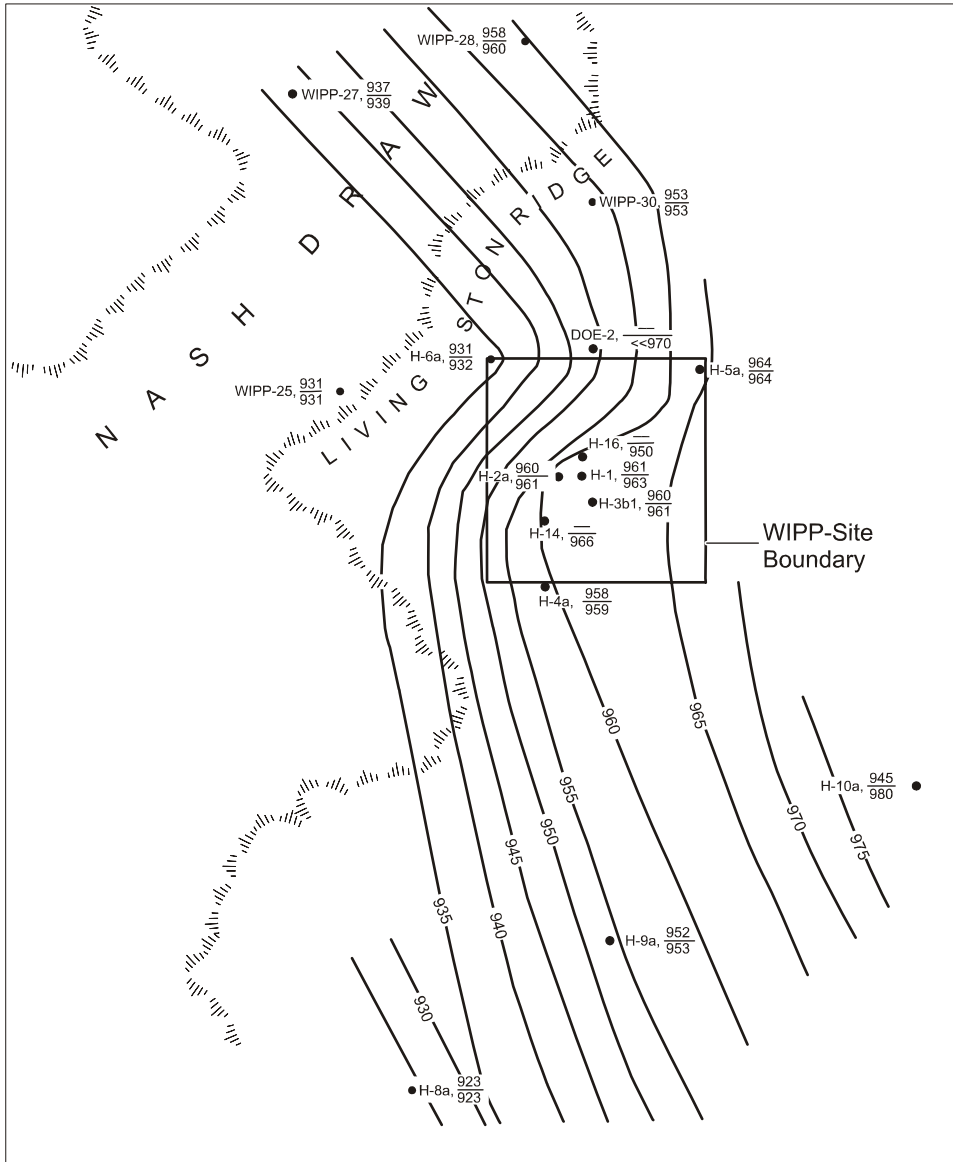 WIPP-28, 958
960
WIPP-27, 937
939
NASH DRAW
LIVINGSTON RIDGE
WIPP-30, 953
953
DOE-2, —
<<970
H-6a, 931
932
H-5a, 964
964
WIPP-25, 931
931
H-16, —
950
H-2a, 960
961
H-1, 961
963
H-3b1, 960
961
H-14, —
966
WIPP-Site
Boundary
H-4a, 958
959
960
965
H-10a, 945
980
955
970
950
945
975
935
940
H-9a, 952
953
930
H-8a, 923
923